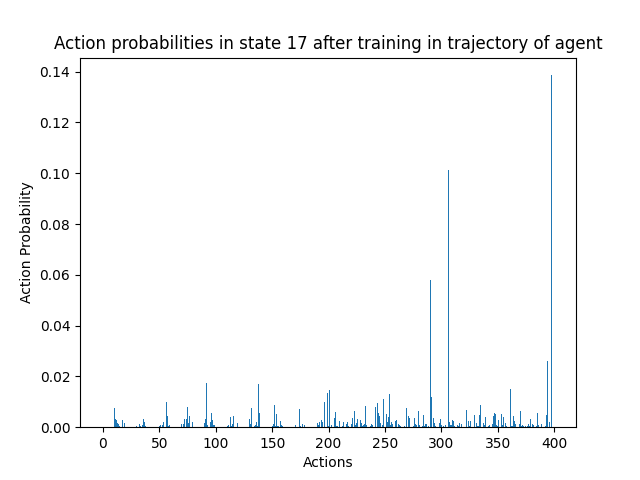 Action probabilities in state 17 after training in trajectory of agent
0.14
0.12
0.10
0.08
0.06
0.04
0.02
0.00
Action Probability
0 50 100 150 200 250 300 350 400
Actions